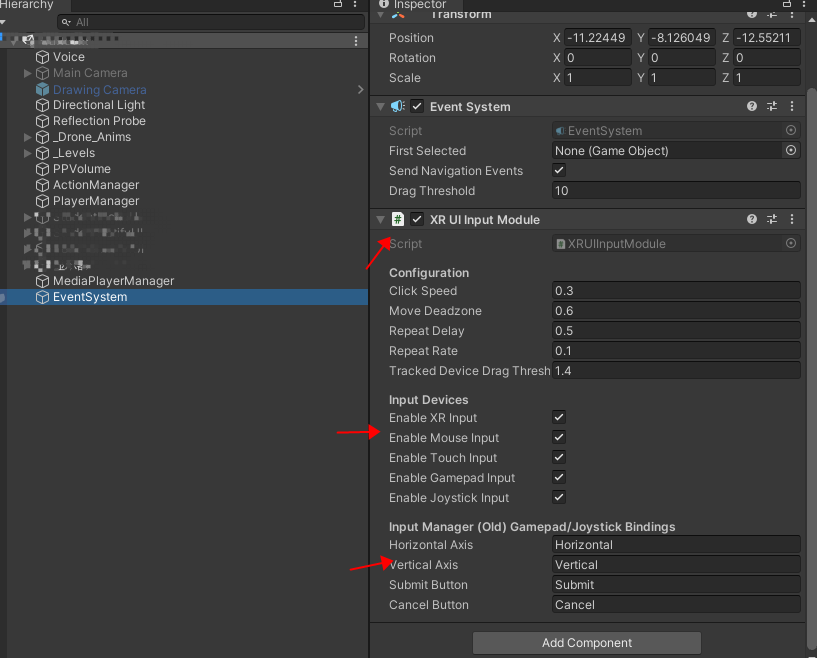 Hierarchy
All
Voice
Main Camera
Drawing Camera
Directional Light
Reflection Probe
_Drone_Anims
_Levels
PPVolume
ActionManager
PlayerManager
MediaPlayerManager
EventSystem
Inspector
Transform
Position X -11.22449 Y -8.126049 Z -12.55211
Rotation X 0 Y 0 Z 0
Scale X 1 Y 1 Z 1
Event System
Script EventSystem
First Selected None (Game Object)
Send Navigation Events
Drag Threshold 10
# XR UI Input Module
Script # XRUIInputModule
Configuration
Click Speed 0.3
Move Deadzone 0.6
Repeat Delay 0.5
Repeat Rate 0.1
Tracked Device Drag Thresh 1.4
Input Devices
Enable XR Input
Enable Mouse Input
Enable Touch Input
Enable Gamepad Input
Enable Joystick Input
Input Manager (Old) Gamepad/Joystick Bindings
Horizontal Axis Horizontal
Vertical Axis Vertical
Submit Button Submit
Cancel Button Cancel
Add Component